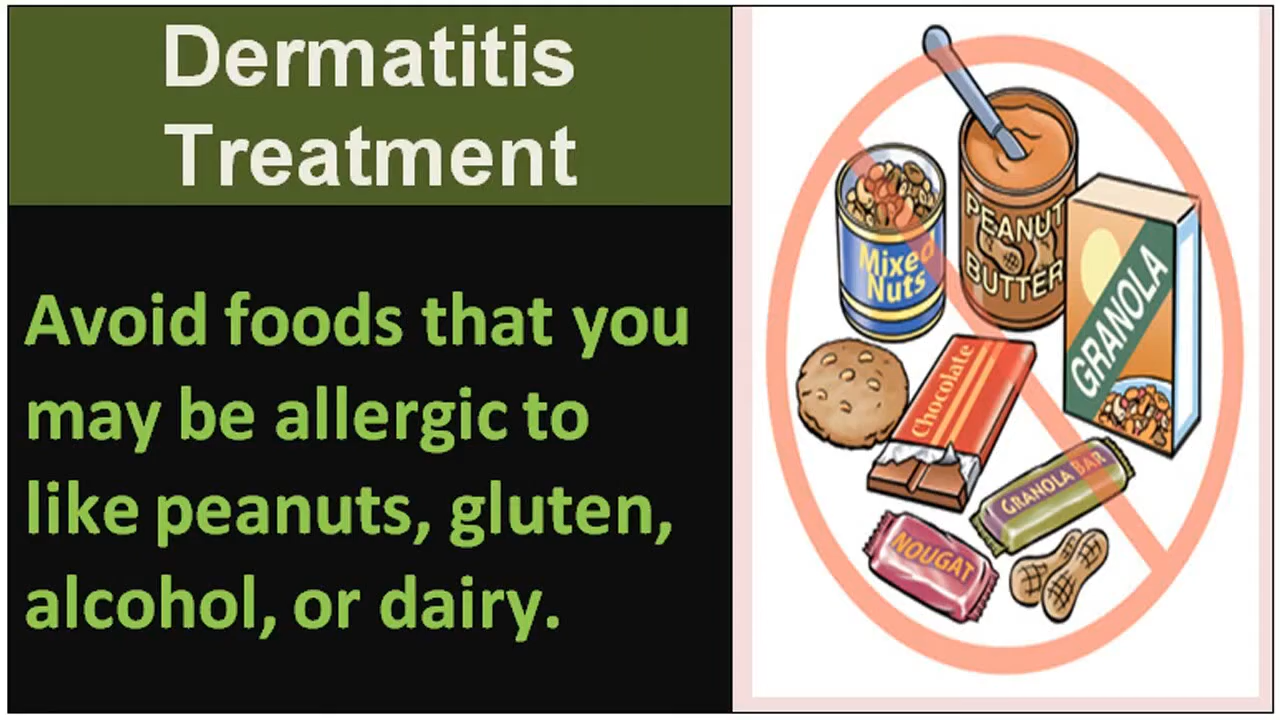 Dermatitis
Treatment
Avoid foods that you
may be allergic to
like peanuts, gluten,
alcohol, or dairy.
PEANUT
BUTTER
Mixed
Nuts
GRANOLA
Chocolate
GRANOLA BAR
NOUGAT